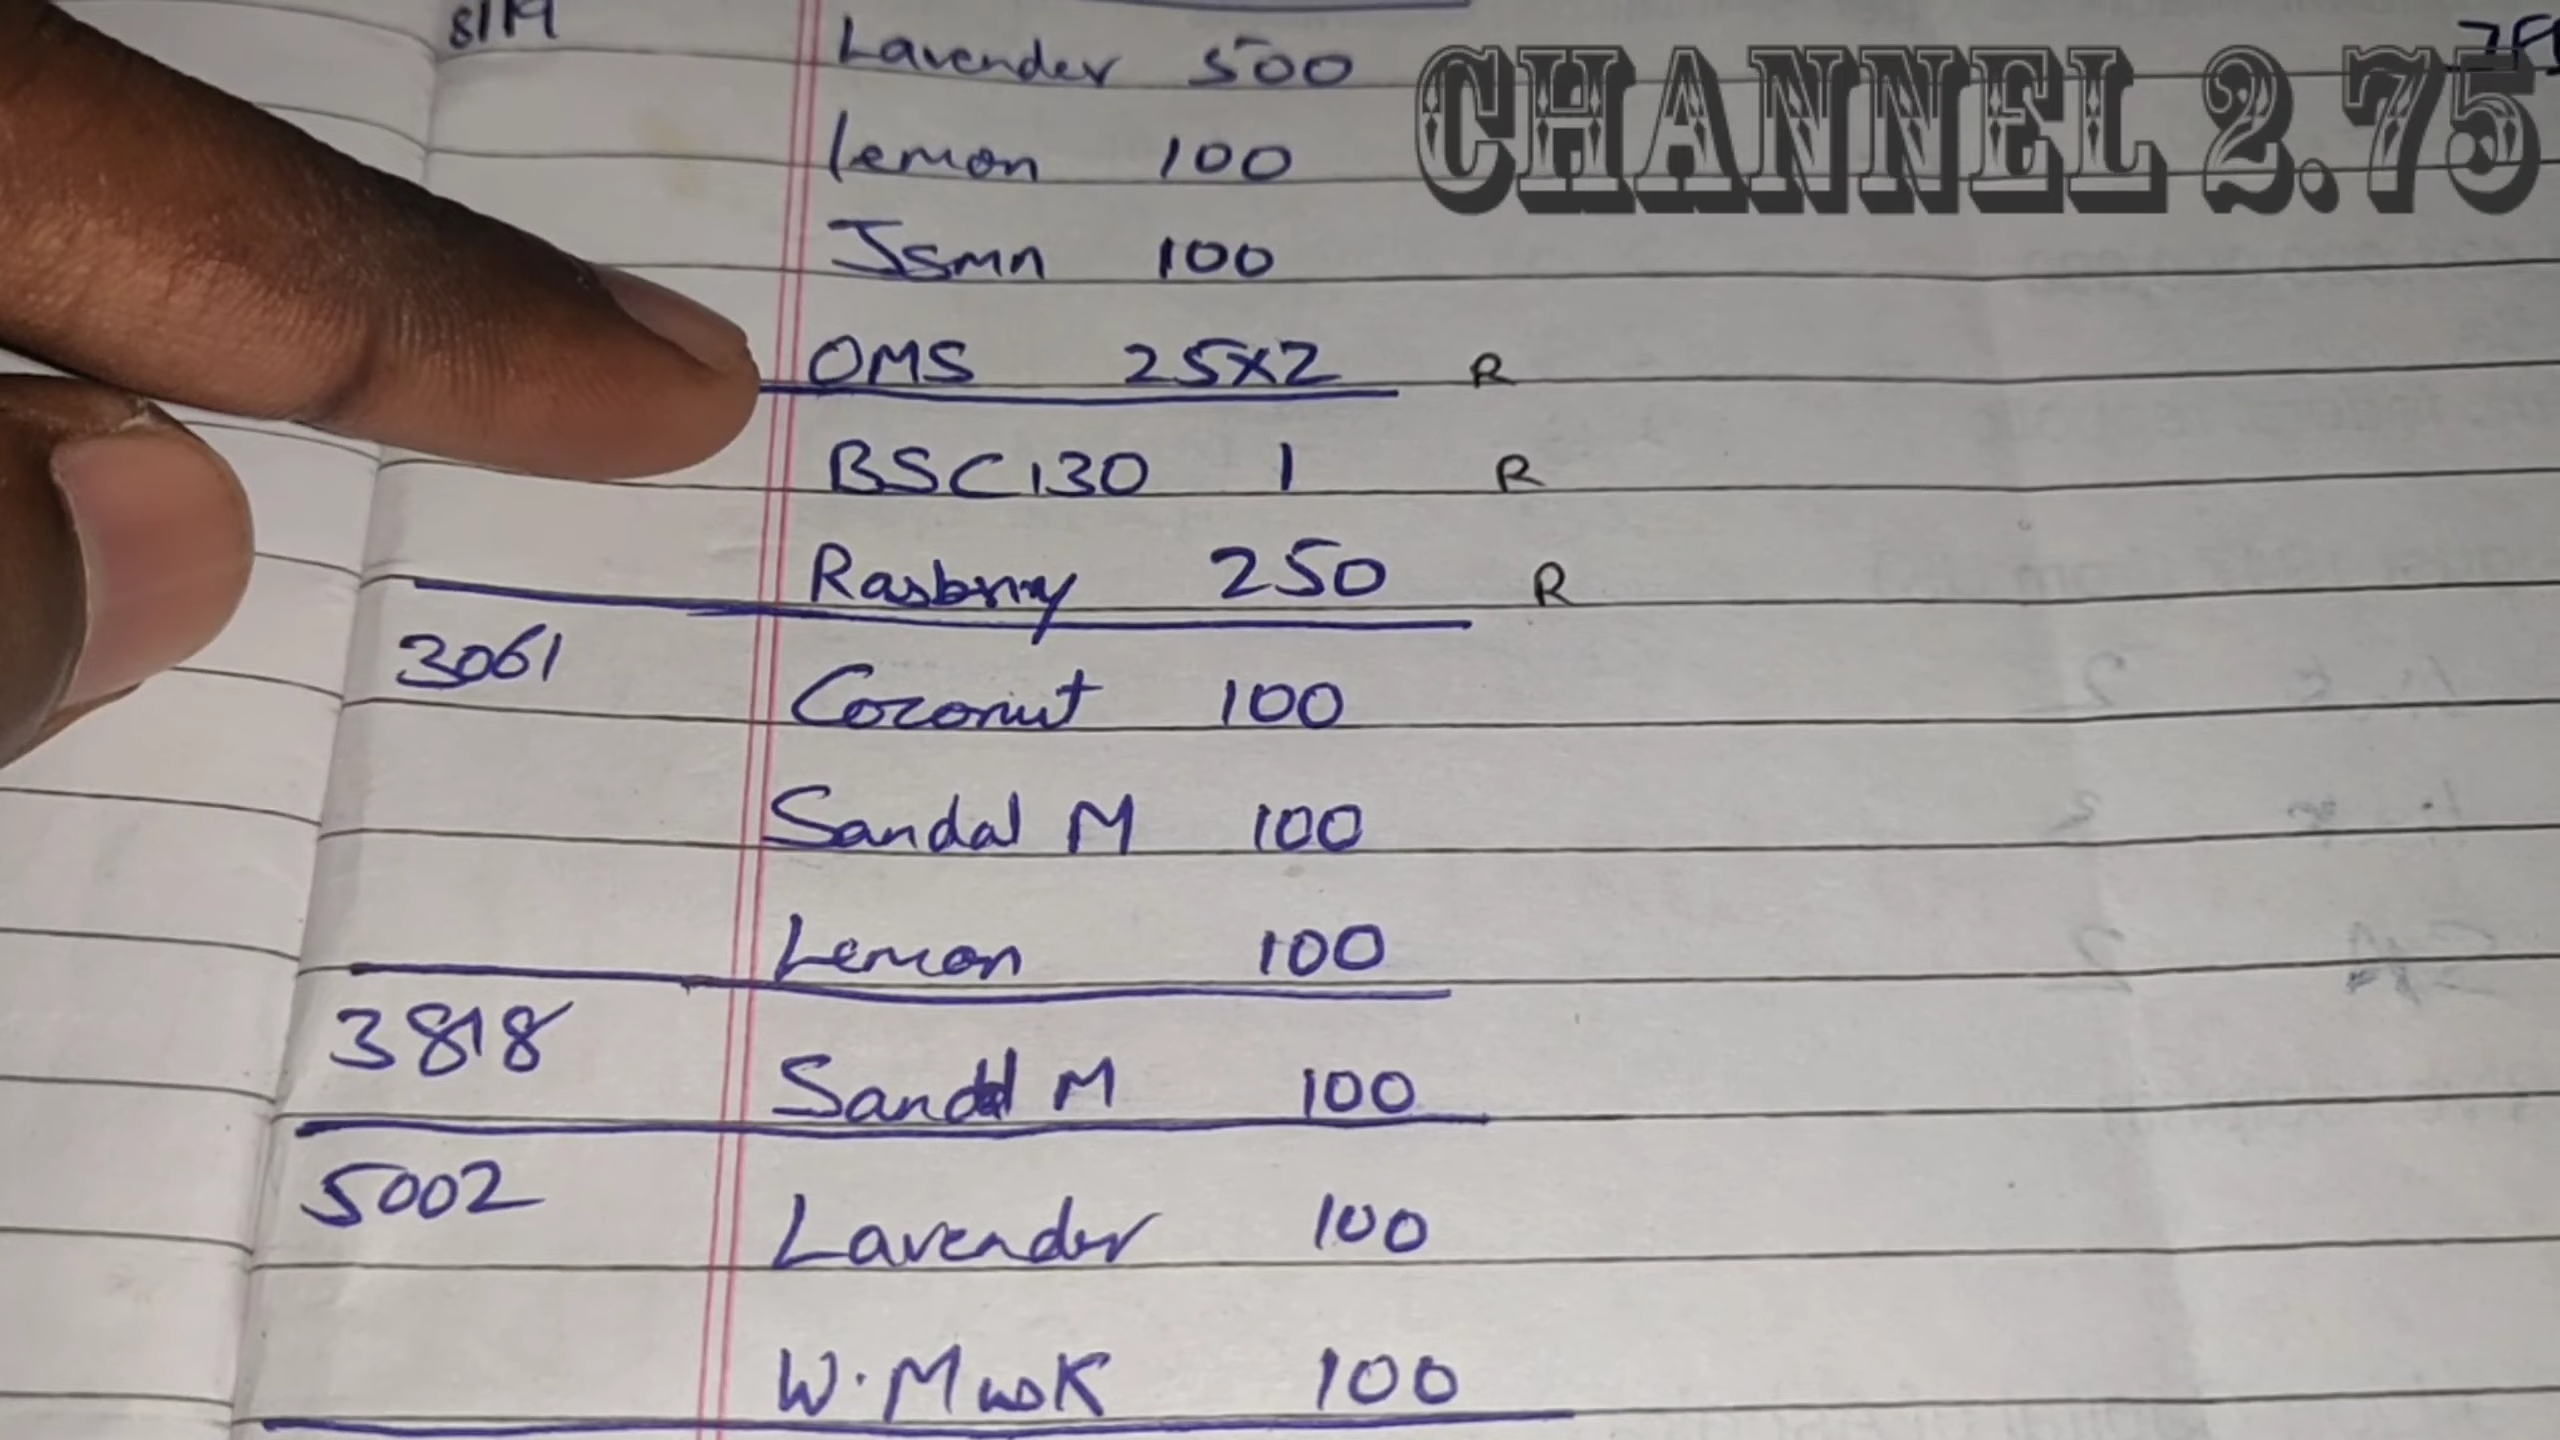 8119
Lavender 500
CHANNEL 2.75
lemon 100
Jsmn 100
OMS 25x2 R
BSC130 1 R
Rasbrry 250 R
3061 Coconut 100
Sandal M 100
Lemon 100
3818 Sandal M 100
5002 Lavender 100
W. Musk 100